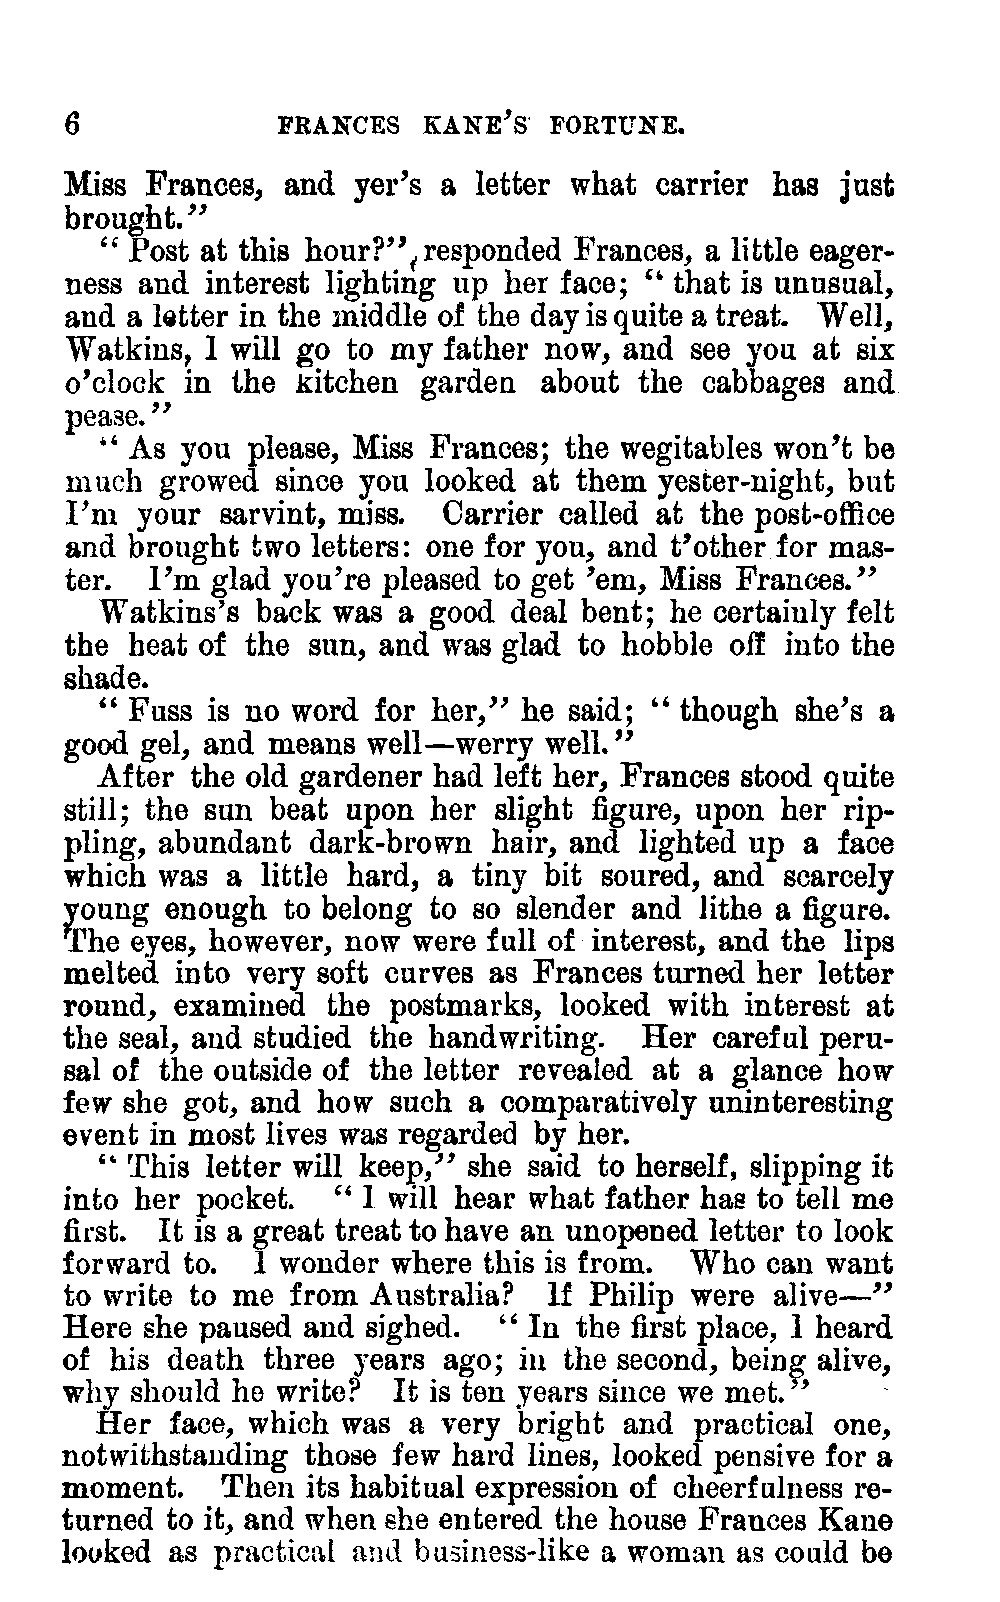 6 FRANCES KANE'S FORTUNE.
Miss Frances, and yer's a letter what carrier has just
brought."
"Post at this hour?" responded Frances, a little eager-
ness and interest lighting up her face; "that is unusual,
and a letter in the middle of the day is quite a treat. Well,
Watkins, I will go to my father now, and see you at six
o'clock in the kitchen garden about the cabbages and
pease."
"As you please, Miss Frances; the wegitables won't be
much growed since you looked at them yester-night, but
I'm your sarvint, miss. Carrier called at the post-office
and brought two letters: one for you, and t'other for mas-
ter. I'm glad you're pleased to get 'em, Miss Frances."
Watkins's back was a good deal bent; he certainly felt
the heat of the sun, and was glad to hobble off into the
shade.
"Fuss is no word for her," he said; "though she's a
good gel, and means well—werry well."
After the old gardener had left her, Frances stood quite
still; the sun beat upon her slight figure, upon her rip-
pling, abundant dark-brown hair, and lighted up a face
which was a little hard, a tiny bit soured, and scarcely
young enough to belong to so slender and lithe a figure.
The eyes, however, now were full of interest, and the lips
melted into very soft curves as Frances turned her letter
round, examined the postmarks, looked with interest at
the seal, and studied the handwriting. Her careful peru-
sal of the outside of the letter revealed at a glance how
few she got, and how such a comparatively uninteresting
event in most lives was regarded by her.
"This letter will keep," she said to herself, slipping it
into her pocket. "I will hear what father has to tell me
first. It is a great treat to have an unopened letter to look
forward to. I wonder where this is from. Who can want
to write to me from Australia? If Philip were alive—"
Here she paused and sighed. "In the first place, I heard
of his death three years ago; in the second, being alive,
why should he write? It is ten years since we met."
Her face, which was a very bright and practical one,
notwithstanding those few hard lines, looked pensive for a
moment. Then its habitual expression of cheerfulness re-
turned to it, and when she entered the house Frances Kane
looked as practical and business-like a woman as could be